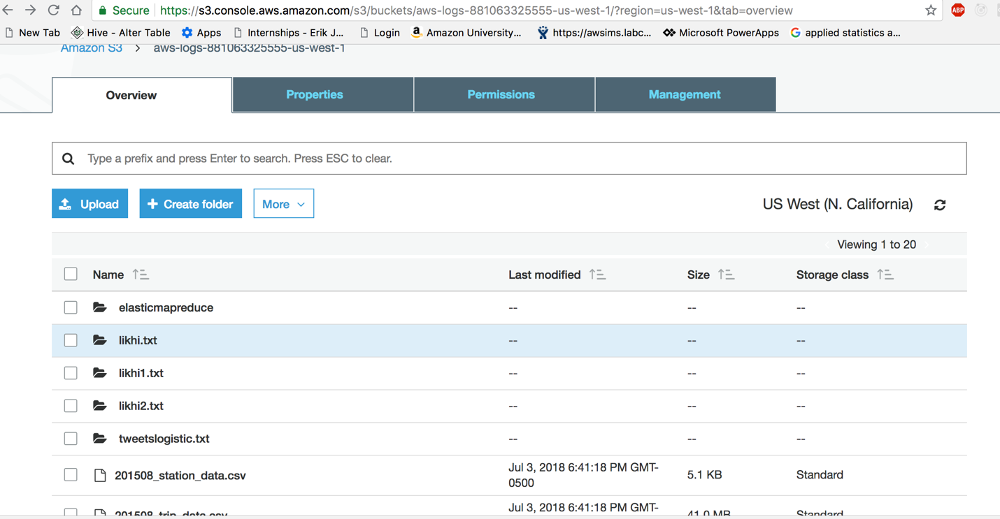 Secure https://s3.console.aws.amazon.com/s3/buckets/aws-logs-881063325555-us-west-1/?region=us-west-1&tab=overview ABP
New Tab Hive - Alter Table Apps Internships - Erik J... Login Amazon University... https://awsims.labc... Microsoft PowerApps applied statistics a...
Amazon S3 > aws-logs-881063325555-us-west-1
Overview Properties Permissions Management
Type a prefix and press Enter to search. Press ESC to clear.
Upload + Create folder More US West (N. California)
Viewing 1 to 20
Name Last modified Size Storage class
elasticmapreduce -- -- --
likhi.txt -- -- --
likhi1.txt -- -- --
likhi2.txt -- -- --
tweetslogistic.txt -- -- --
201508_station_data.csv Jul 3, 2018 6:41:18 PM GMT-0500 5.1 KB Standard
201508_trip_data.csv Jul 3, 2018 6:41:18 PM GMT- 41.0 MB Standard